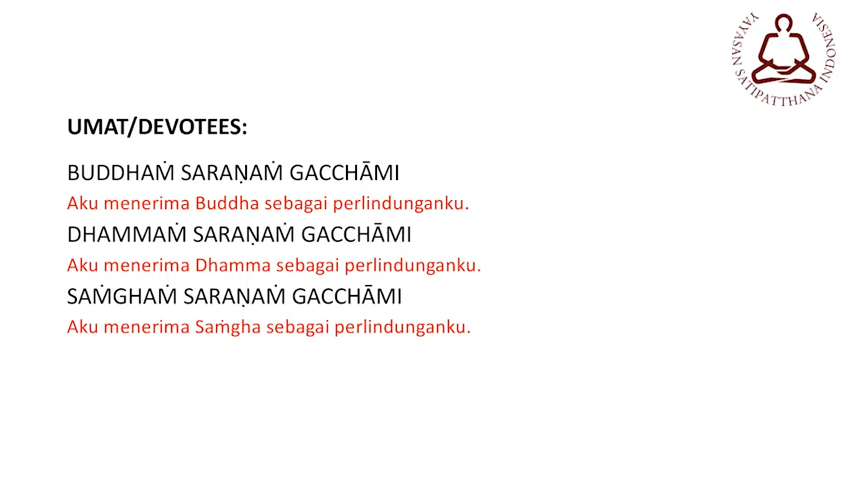 YAYASAN SATIPATTHANA INDONESIA
UMAT/DEVOTEES:
BUDDHAṀ SARAṆAṀ GACCHĀMI
Aku menerima Buddha sebagai perlindunganku.
DHAMMAṀ SARAṆAṀ GACCHĀMI
Aku menerima Dhamma sebagai perlindunganku.
SAṀGHAṀ SARAṆAṀ GACCHĀMI
Aku menerima Saṁgha sebagai perlindunganku.